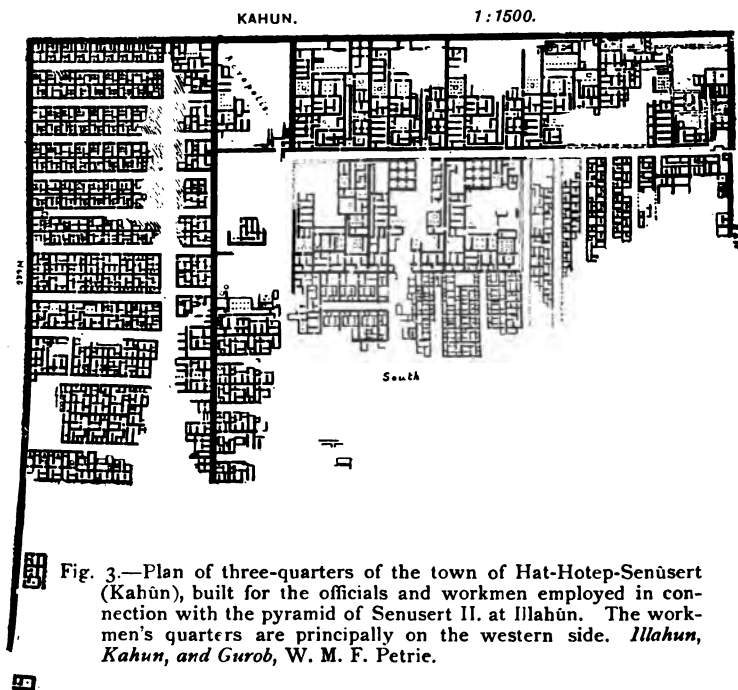 KAHUN. 1:1500.
Acropolis
West
South
Fig. 3.—Plan of three-quarters of the town of Hat-Hotep-Senûsert
(Kahûn), built for the officials and workmen employed in con-
nection with the pyramid of Senusert II. at Illahûn. The work-
men's quarters are principally on the western side. Illahun,
Kahun, and Gurob, W. M. F. Petrie.